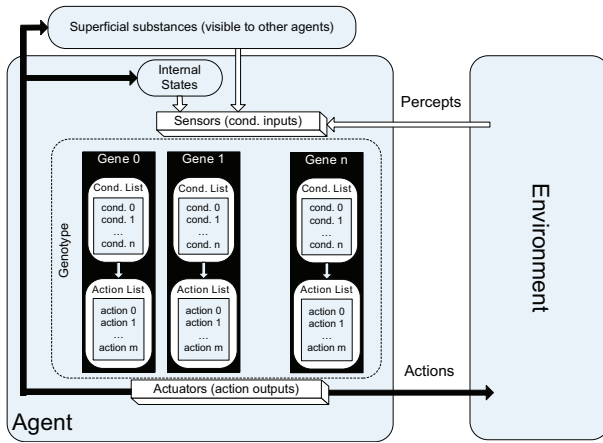 Superficial substances (visible to other agents)
Internal
States
Sensors (cond. inputs)
Percepts
Genotype
Gene 0
Cond. List
cond. 0
cond. 1
...
cond. n
Action List
action 0
action 1
...
action m
Gene 1
Cond. List
cond. 0
cond. 1
...
cond. n
Action List
action 0
action 1
...
action m
Gene n
Cond. List
cond. 0
cond. 1
...
cond. n
Action List
action 0
action 1
...
action m
Environment
Actions
Actuators (action outputs)
Agent